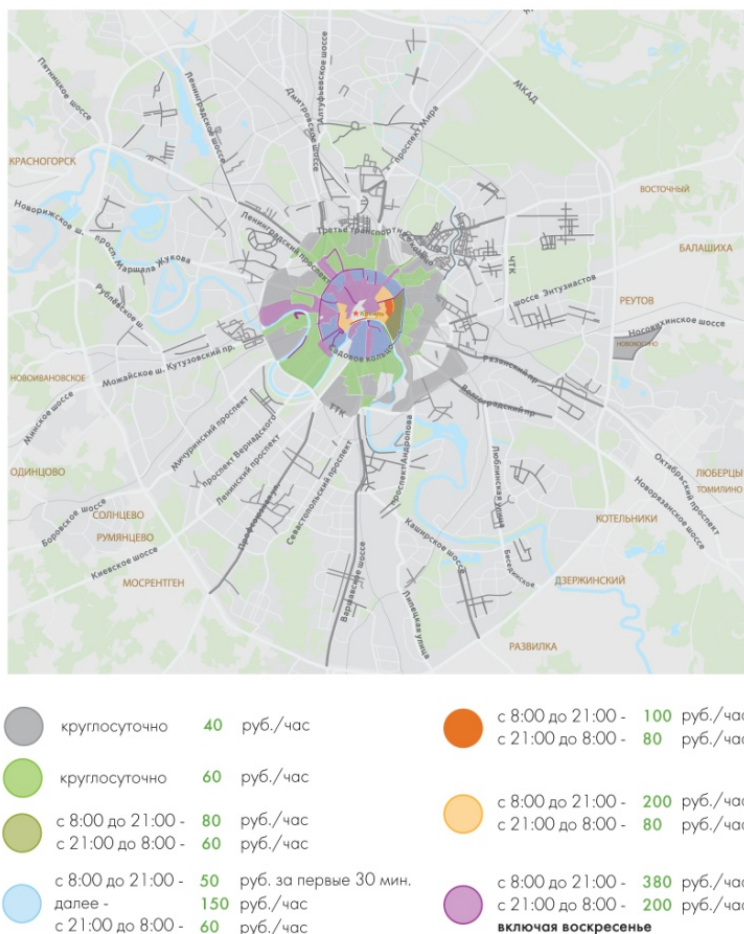 Пятницкое шоссе
Ленинградское шоссе
Дмитровское шоссе
Алтуфьевское шоссе
проспект Мира
МКАД
КРАСНОГОРСК
ВОСТОЧНЫЙ
Новорижское ш.
просп. Маршала Жукова
Ленинградский проспект
Третье транспортн
ЧТК
БАЛАШИХА
шоссе Энтузиастов
РЕУТОВ
Рублёвское ш.
Носовихинское шоссе
НОВОКОСИНО
Садовое кольцо
Можайское ш.
Кутузовский пр.
Рязанский пр
НОВОИВАНОВСКОЕ
Волгоградский пр
Минское шоссе
ТТК
Мичуринский проспект
проспект Вернадского
Ленинский проспект
Профсоюзная ул.
Севастопольский проспект
проспект Андропова
Люблинская улица
Октябрьский проспект
ЛЮБЕРЦЫ
ТОМИЛИНО
Новорязанское шоссе
ОДИНЦОВО
Боровское шоссе
СОЛНЦЕВО
РУМЯНЦЕВО
Киевское шоссе
КОТЕЛЬНИКИ
Каширское шоссе
Варшавское шоссе
Бесединское
МОСРЕНТГЕН
Липецкая улица
ДЗЕРЖИНСКИЙ
РАЗВИЛКА
круглосуточно 40 руб./час
круглосуточно 60 руб./час
с 8:00 до 21:00 - 80 руб./час
с 21:00 до 8:00 - 60 руб./час
с 8:00 до 21:00 - 50 руб. за первые 30 мин.
далее - 150 руб./час
с 21:00 до 8:00 - 60 руб./час
с 8:00 до 21:00 - 100 руб./час
с 21:00 до 8:00 - 80 руб./час
с 8:00 до 21:00 - 200 руб./час
с 21:00 до 8:00 - 80 руб./час
с 8:00 до 21:00 - 380 руб./час
с 21:00 до 8:00 - 200 руб./час
включая воскресенье